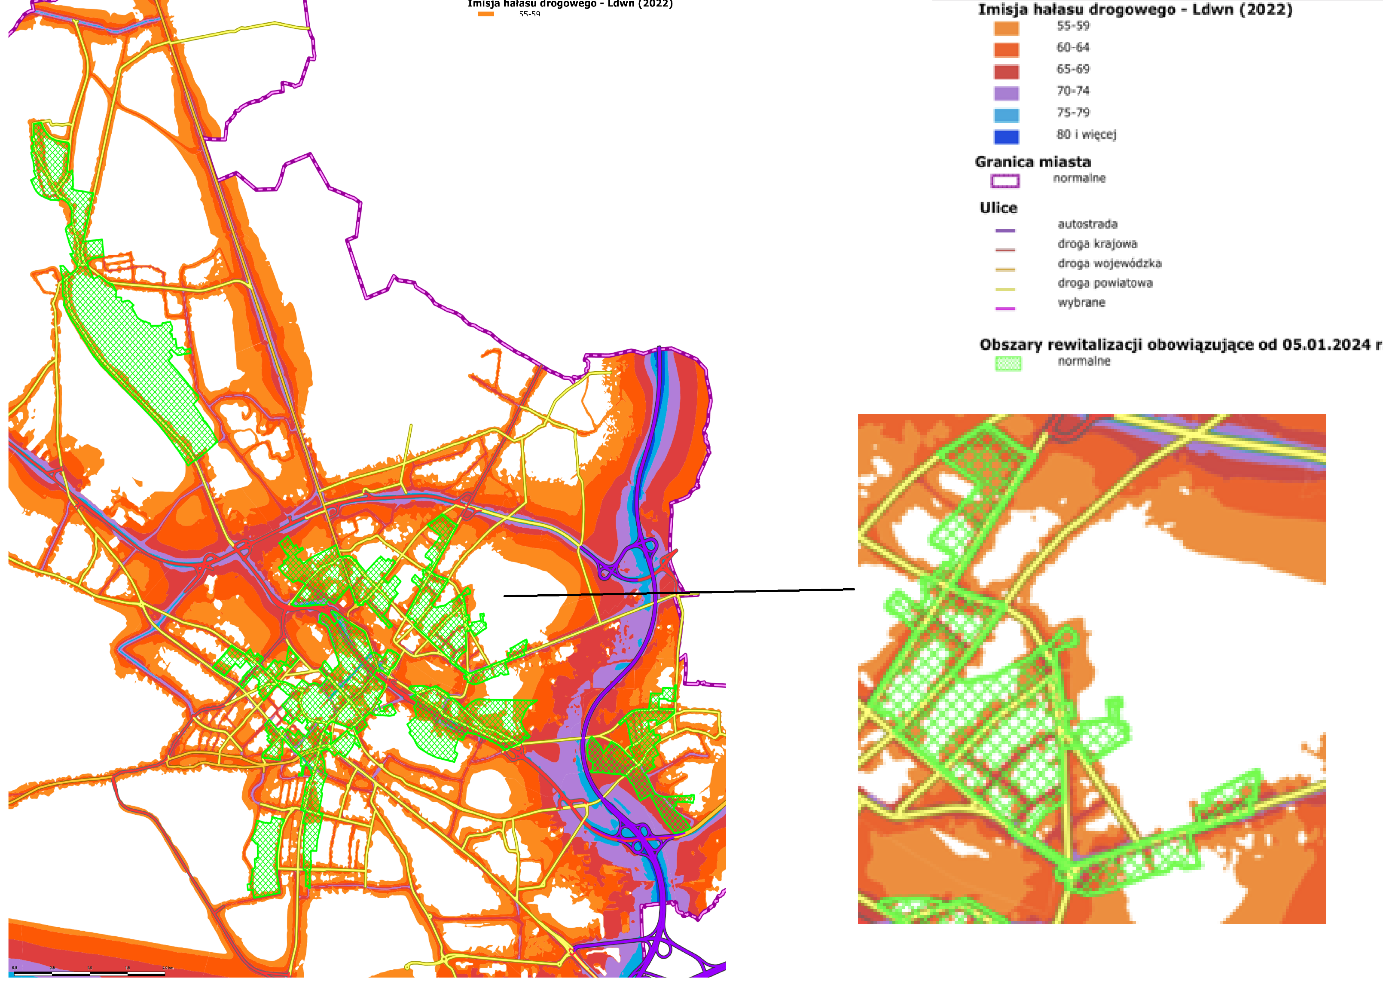 Imisja hałasu drogowego - Ldwn (2022)
55-59
Imisja hałasu drogowego - Ldwn (2022)
55-59
60-64
65-69
70-74
75-79
80 i więcej
Granica miasta
normalne
Ulice
autostrada
droga krajowa
droga wojewódzka
droga powiatowa
wybrane
Obszary rewitalizacji obowiązujące od 05.01.2024 r
normalne